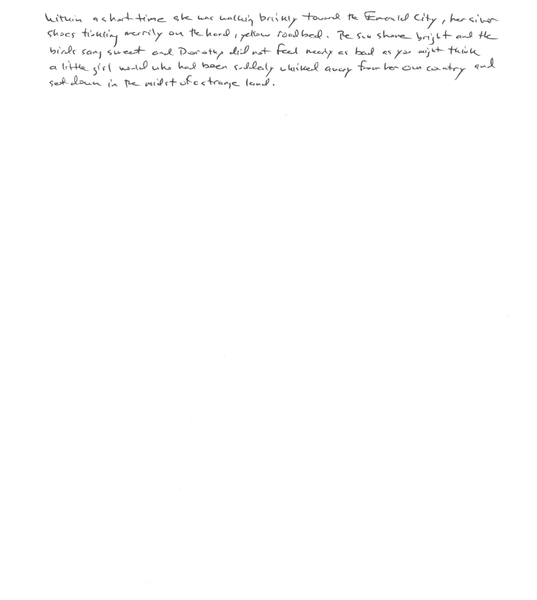 Within a short time she was walking briskly toward the Emerald City, her silver
shoes tinkling merrily on the hard, yellow roadbed. The sun shone bright and the
birds sang sweet and Dorothy did not feel nearly as bad as you might think
a little girl would who had been suddenly whisked away from her own country and
set down in the midst of a strange land.